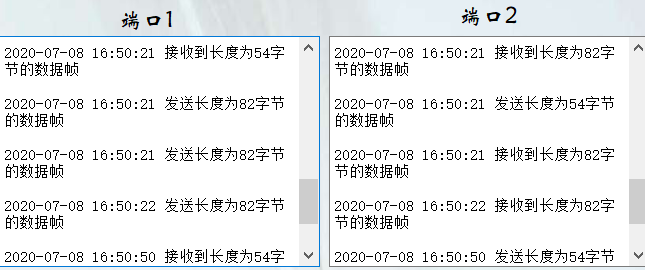 端口1
2020-07-08 16:50:21 接收到长度为54字
节的数据帧
2020-07-08 16:50:21 发送长度为82字节
的数据帧
2020-07-08 16:50:21 发送长度为82字节
的数据帧
2020-07-08 16:50:22 发送长度为82字节
的数据帧
2020-07-08 16:50:50 接收到长度为54字
端口2
2020-07-08 16:50:21 接收到长度为82字
节的数据帧
2020-07-08 16:50:21 发送长度为54字节
的数据帧
2020-07-08 16:50:21 接收到长度为82字
节的数据帧
2020-07-08 16:50:22 接收到长度为82字
节的数据帧
2020-07-08 16:50:50 发送长度为54字节